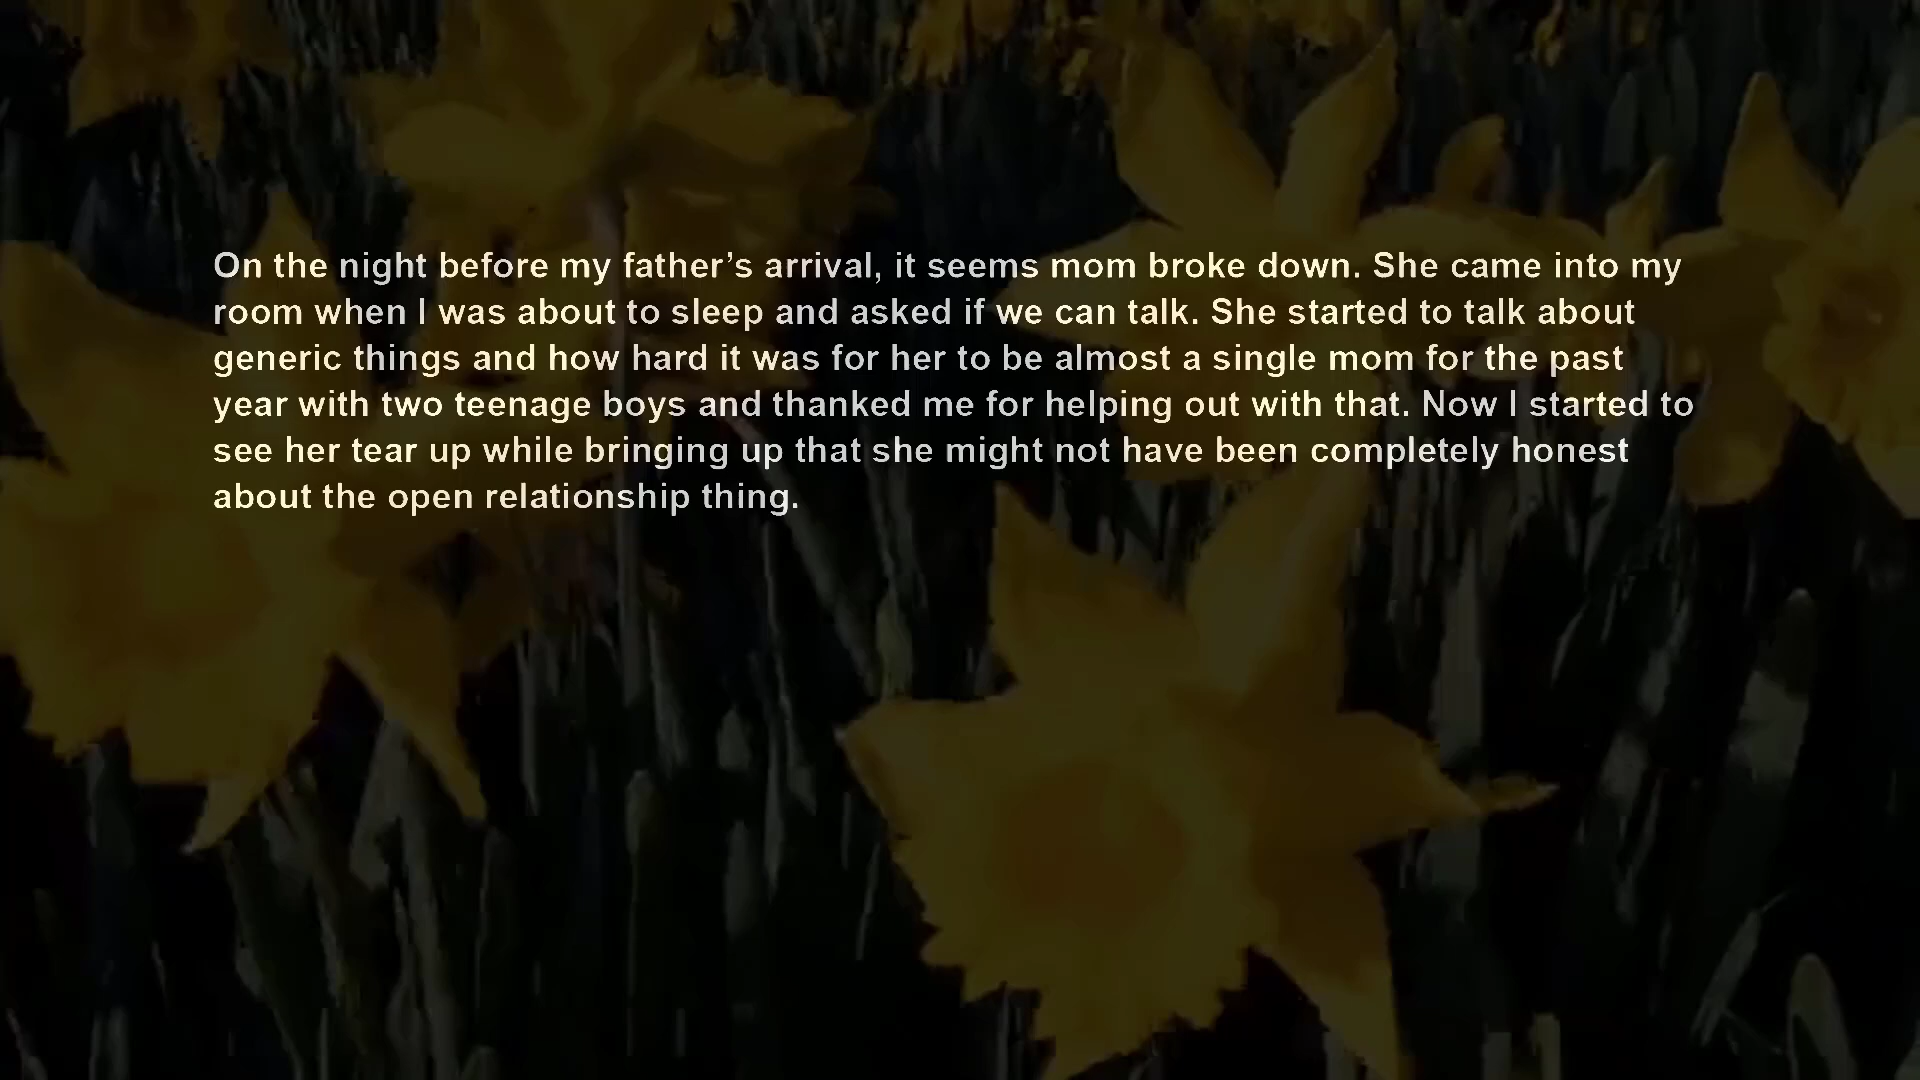 On the night before my father’s arrival, it seems mom broke down. She came into my
room when I was about to sleep and asked if we can talk. She started to talk about
generic things and how hard it was for her to be almost a single mom for the past
year with two teenage boys and thanked me for helping out with that. Now I started to
see her tear up while bringing up that she might not have been completely honest
about the open relationship thing.